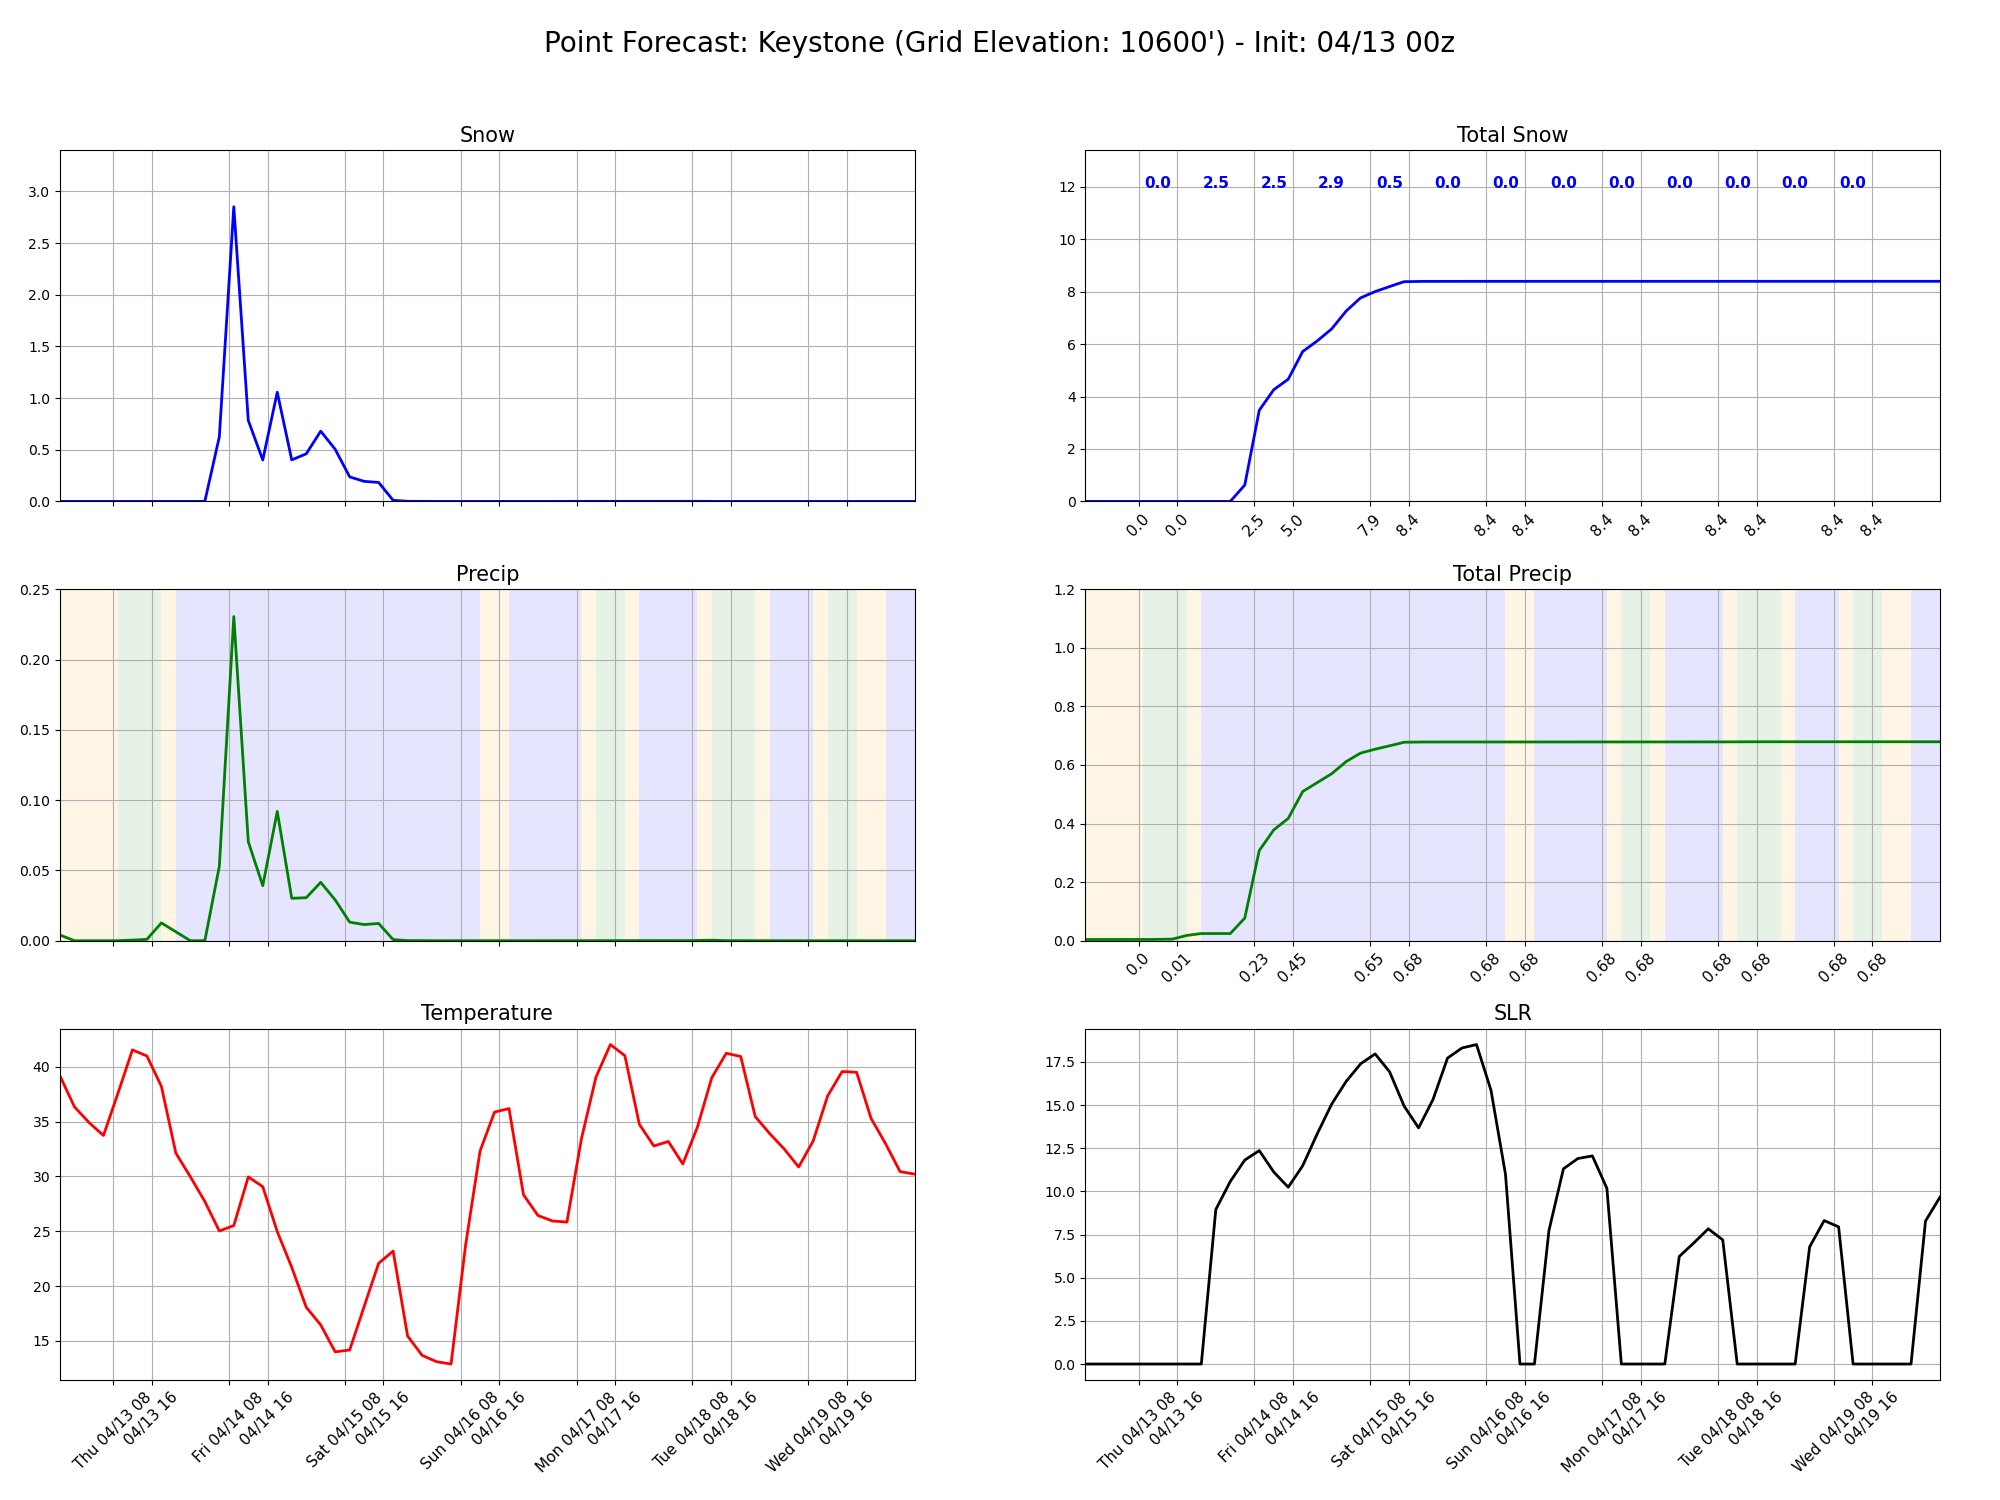 Point Forecast: Keystone (Grid Elevation: 10600') - Init: 04/13 00z
Snow
3.0
2.5
2.0
1.5
1.0
0.5
0.0
Total Snow
0.0 2.5 2.5 2.9 0.5 0.0 0.0 0.0 0.0 0.0 0.0 0.0 0.0
12
10
8
6
4
2
0
0.0 0.0 2.5 5.0 7.9 8.4 8.4 8.4 8.4 8.4 8.4 8.4 8.4 8.4
Precip
0.25
0.20
0.15
0.10
0.05
0.00
Total Precip
1.2
1.0
0.8
0.6
0.4
0.2
0.0
0.0 0.01 0.23 0.45 0.65 0.68 0.68 0.68 0.68 0.68 0.68 0.68 0.68 0.68
Temperature
40
35
30
25
20
15
Thu 04/13 08
04/13 16
Fri 04/14 08
04/14 16
Sat 04/15 08
04/15 16
Sun 04/16 08
04/16 16
Mon 04/17 08
04/17 16
Tue 04/18 08
04/18 16
Wed 04/19 08
04/19 16
SLR
17.5
15.0
12.5
10.0
7.5
5.0
2.5
0.0
Thu 04/13 08
04/13 16
Fri 04/14 08
04/14 16
Sat 04/15 08
04/15 16
Sun 04/16 08
04/16 16
Mon 04/17 08
04/17 16
Tue 04/18 08
04/18 16
Wed 04/19 08
04/19 16